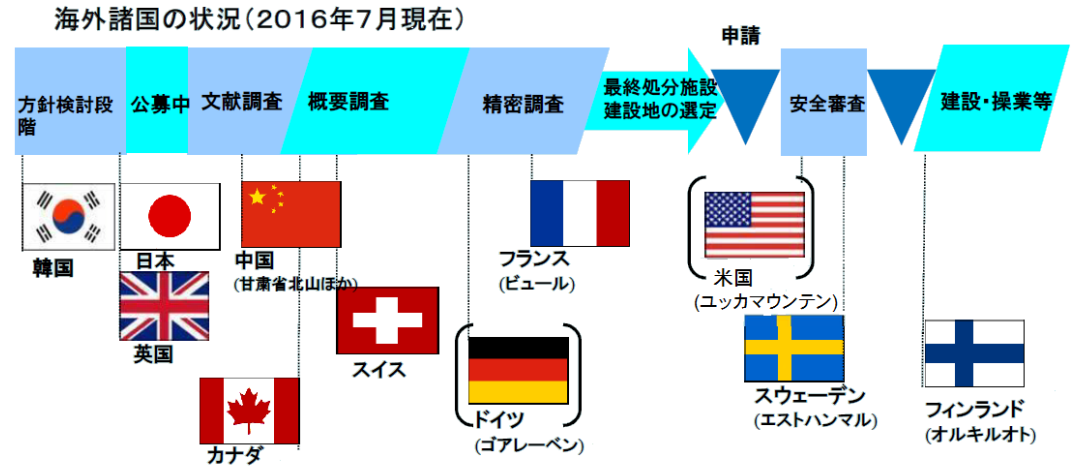 海外諸国の状況(2016年7月現在)
申請
方針検討段
階
公募中
文献調査
概要調査
精密調査
最終処分施設
建設地の選定
安全審査
建設・操業等
韓国
日本
英国
中国
(甘粛省北山ほか)
カナダ
スイス
フランス
(ビュール)
ドイツ
(ゴアレーベン)
米国
(ユッカマウンテン)
スウェーデン
(エストハンマル)
フィンランド
(オルキルオト)